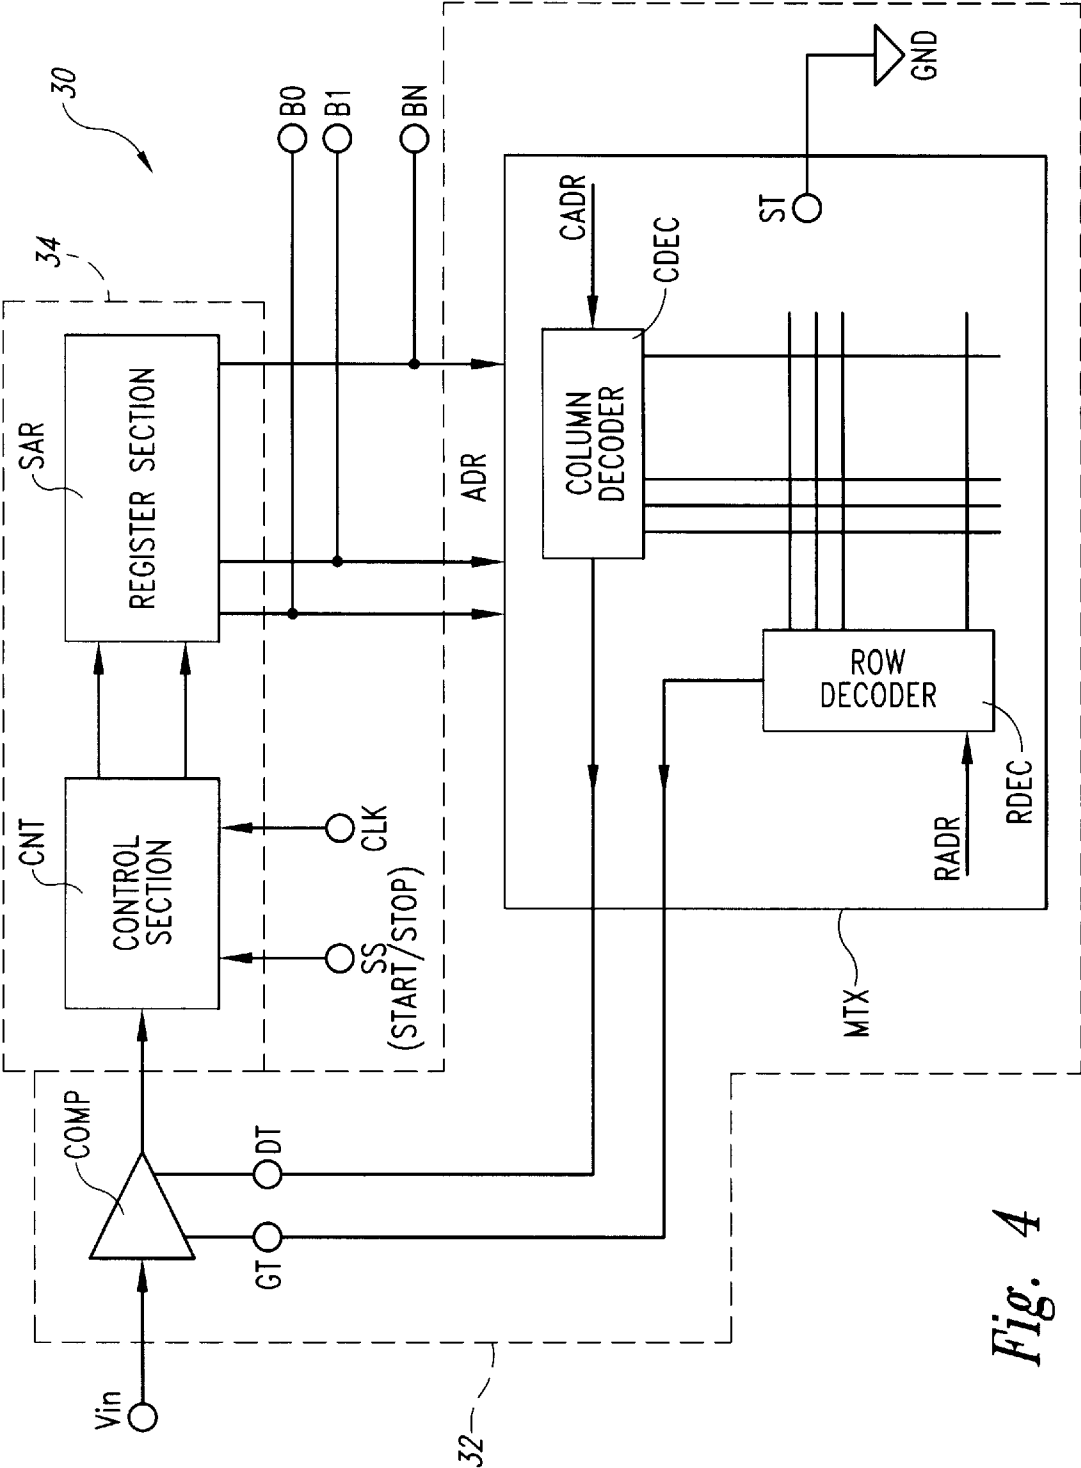 30
34
SAR
REGISTER SECTION
CNT
CONTROL
SECTION
COMP
Vin
B0
B1
BN
CLK
SS
(START/STOP)
DT
GT
ADR
CADR
COLUMN
DECODER
CDEC
ST
GND
ROW
DECODER
RDEC
RADR
MTX
32
Fig. 4